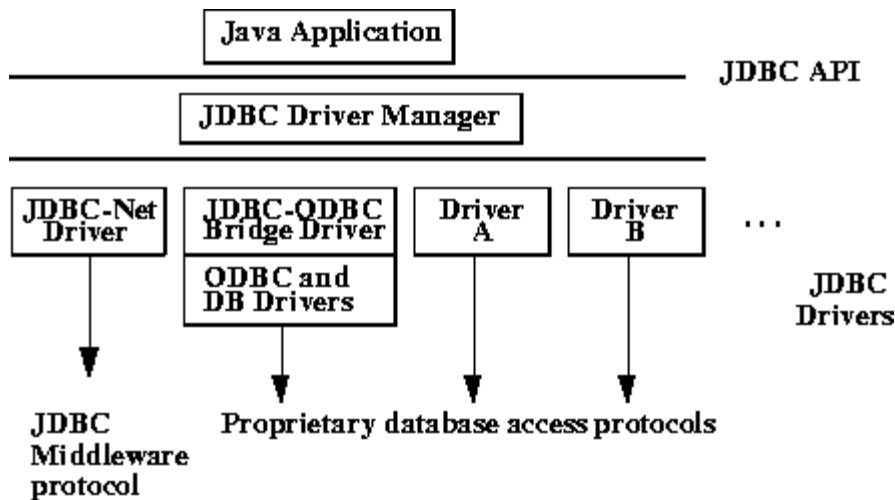 Java Application
JDBC API
JDBC Driver Manager
JDBC-Net
Driver
JDBC-ODBC
Bridge Driver
Driver
A
Driver
B
...
ODBC and
DB Drivers
JDBC
Drivers
JDBC
Middleware
protocol
Proprietary database access protocols